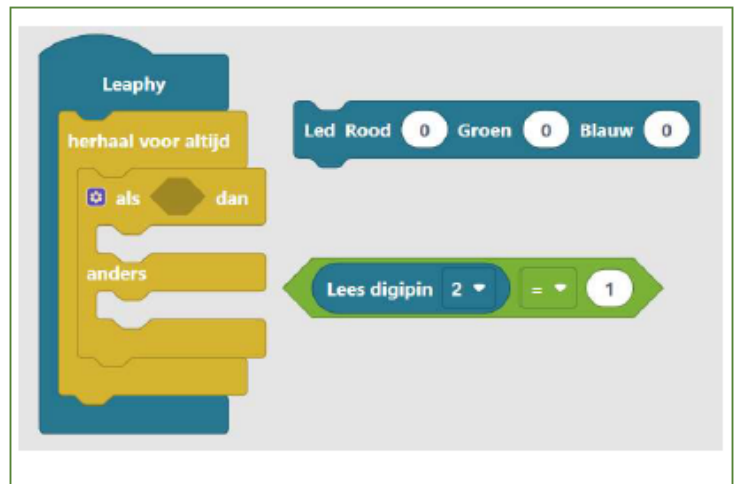 Leaphy
herhaal voor altijd
als dan
anders
Led Rood 0 Groen 0 Blauw 0
Lees digipin 2 = 1